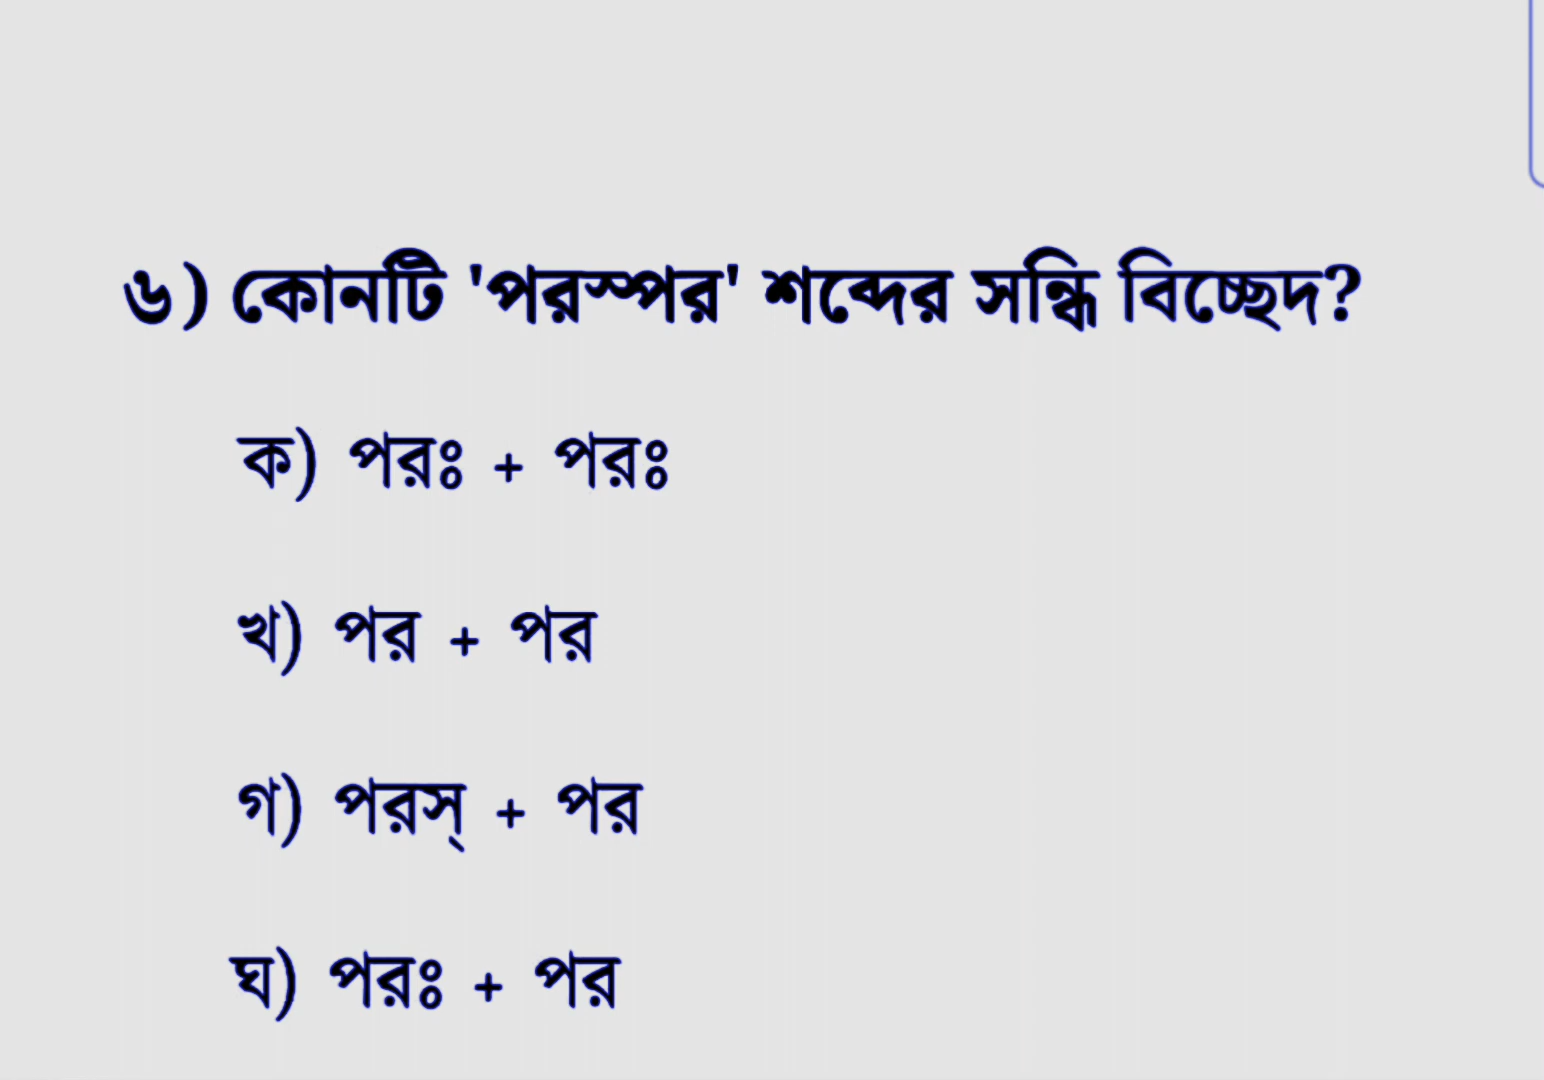 ৬) কোনটি 'পরস্পর' শব্দের সন্ধি বিচ্ছেদ?
ক) পরঃ + পরঃ
খ) পর + পর
গ) পরস্ + পর
ঘ) পরঃ + পর